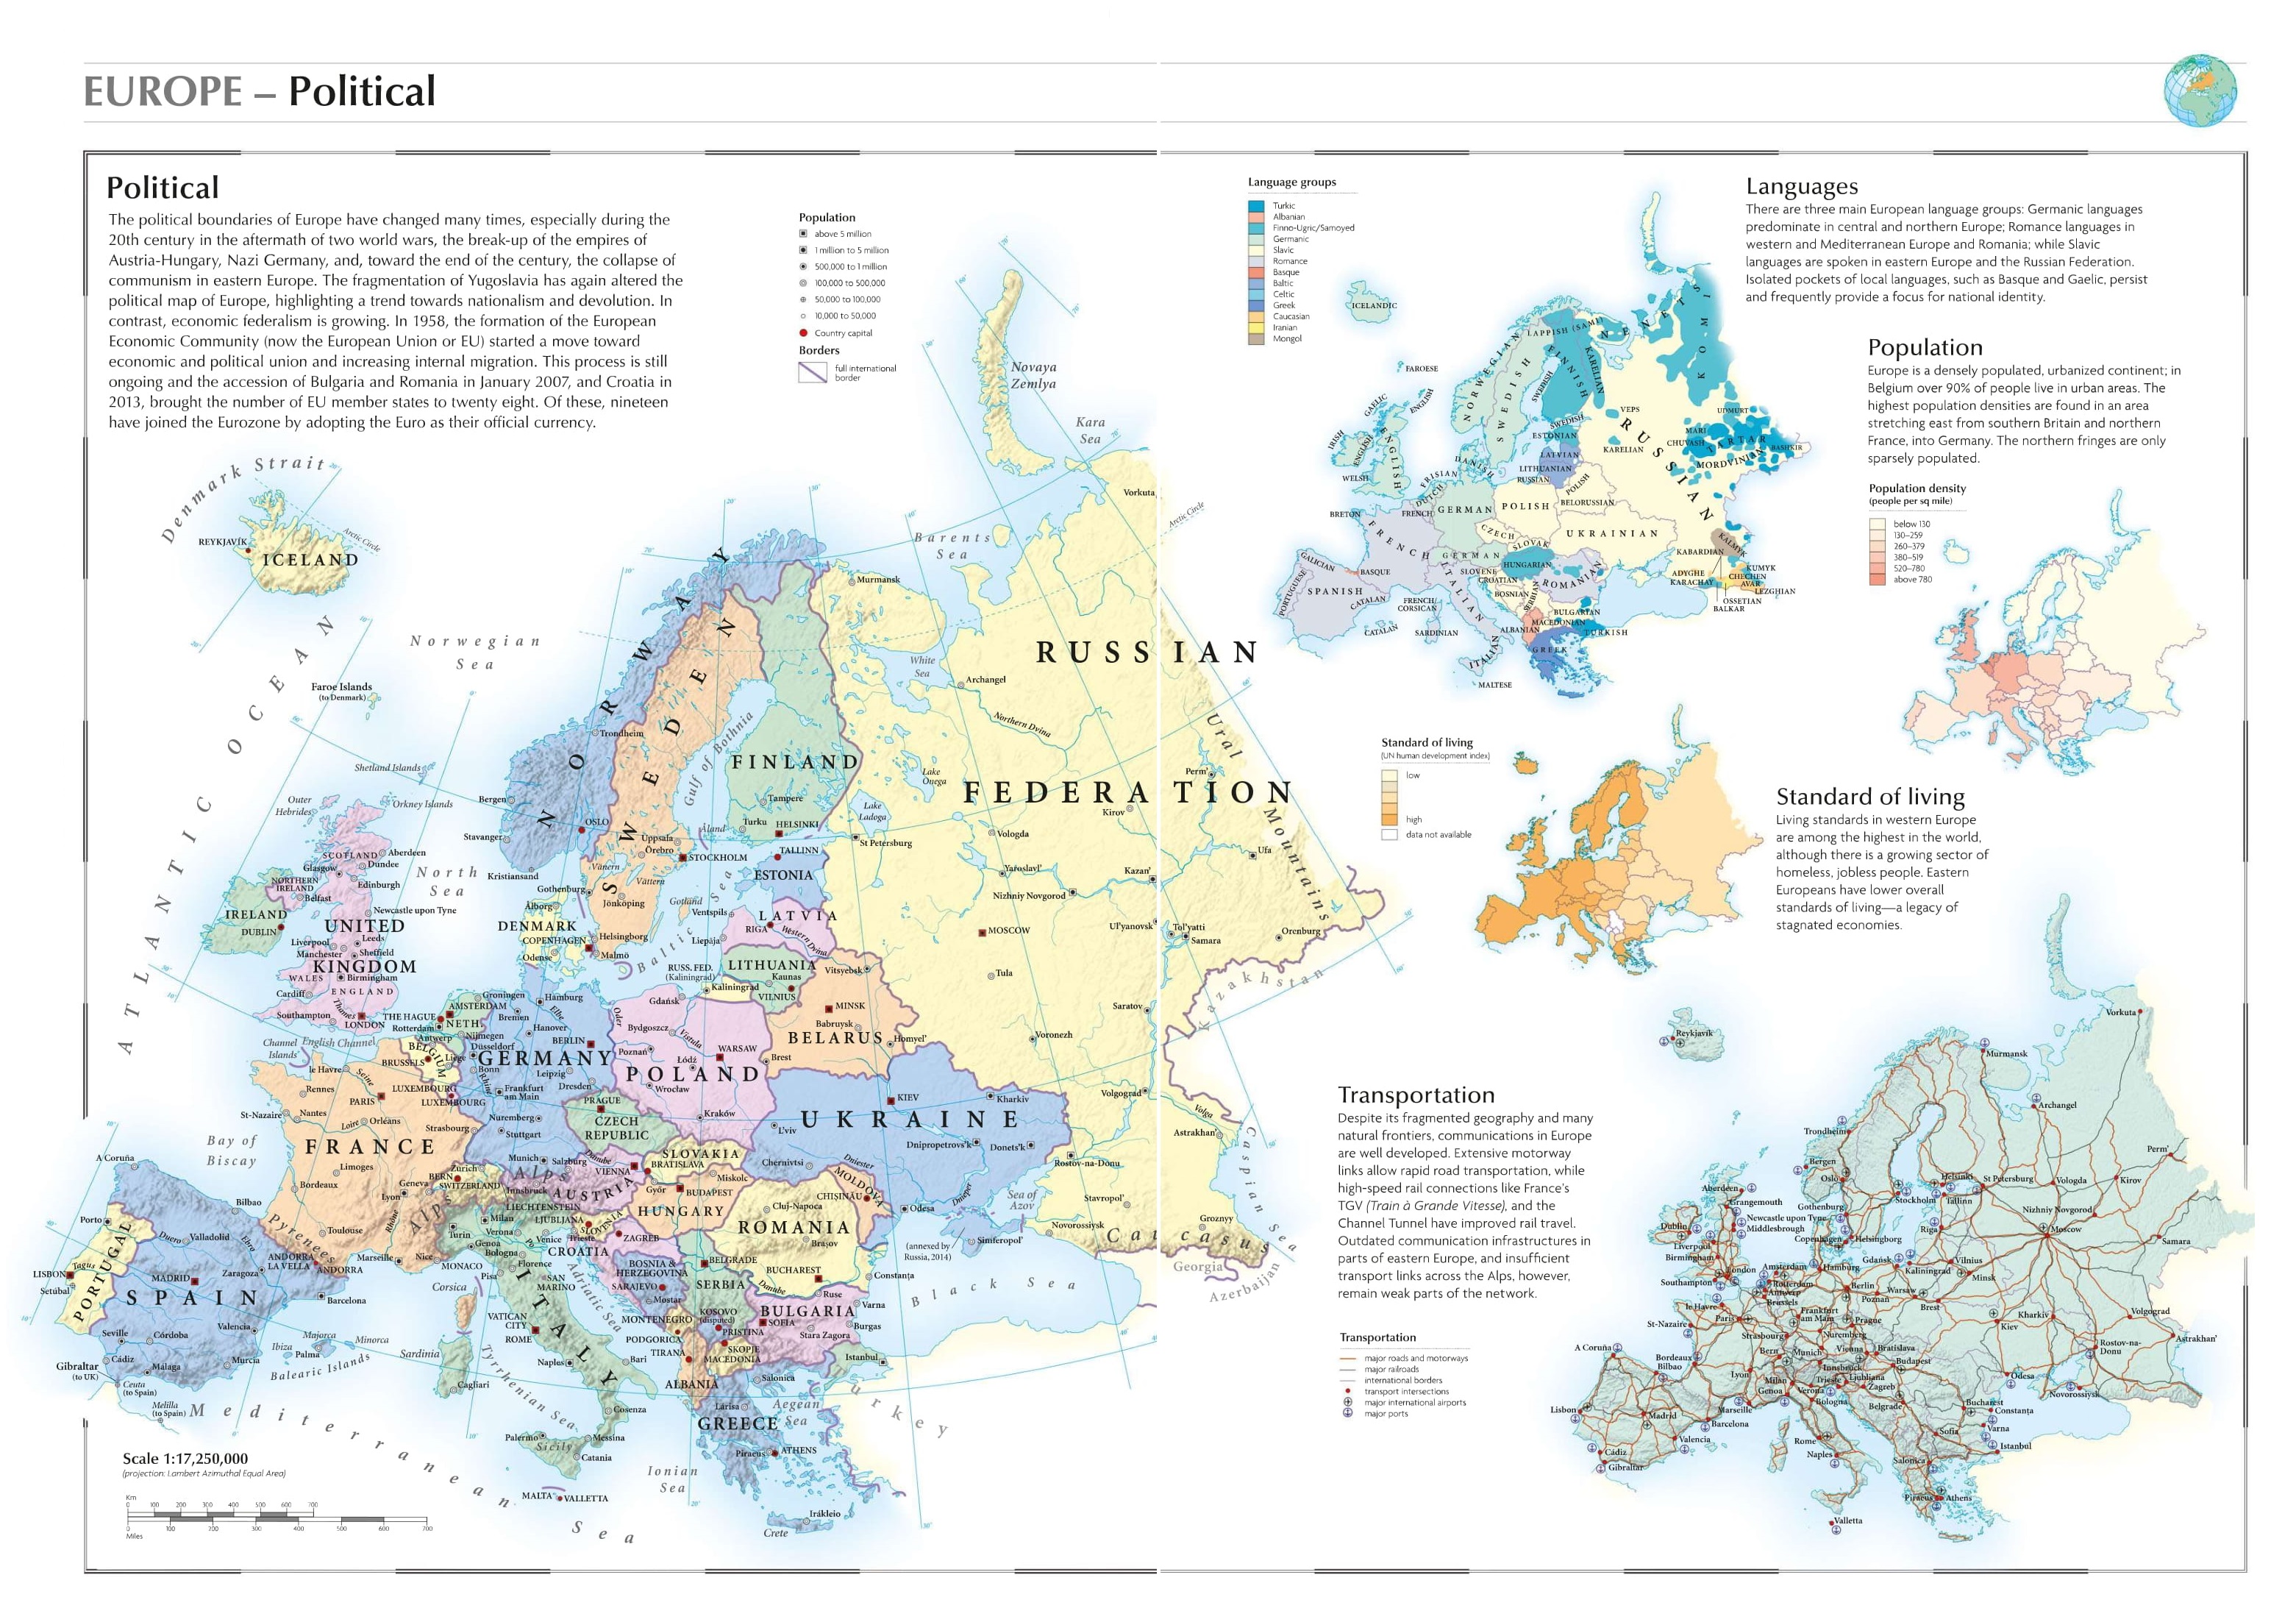 EUROPE – Political
Political
The political boundaries of Europe have changed many times, especially during the
20th century in the aftermath of two world wars, the break-up of the empires of
Austria-Hungary, Nazi Germany, and, toward the end of the century, the collapse of
communism in eastern Europe. The fragmentation of Yugoslavia has again altered the
political map of Europe, highlighting a trend towards nationalism and devolution. In
contrast, economic federalism is growing. In 1958, the formation of the European
Economic Community (now the European Union or EU) started a move toward
economic and political union and increasing internal migration. This process is still
ongoing and the accession of Bulgaria and Romania in January 2007, and Croatia in
2013, brought the number of EU member states to twenty eight. Of these, nineteen
have joined the Eurozone by adopting the Euro as their official currency.
Population
above 5 million
1 million to 5 million
500,000 to 1 million
100,000 to 500,000
50,000 to 100,000
10,000 to 50,000
Country capital
Borders
full international
border
Novaya
Zemlya
Kara
Sea
Vorkuta
Arctic Circle
Barents
Sea
Denmark Strait
REYKJAVÍK
ICELAND
Arctic Circle
Norwegian
Sea
ATLANTIC OCEAN
Faroe Islands
(to Denmark)
Murmansk
White
Sea
Archangel
Northern Dvina
RUSSIAN
FEDERATION
Ural Mountains
Perm'
Kirov
Ufa
Kazan'
Vologda
Yaroslavl'
Nizhniy Novgorod
St Petersburg
Lake
Onega
Lake
Ladoga
MOSCOW
Ul'yanovsk
Tol'yatti
Samara
Orenburg
Tula
Saratov
Voronezh
Volgograd
Volga
Astrakhan'
Kazakhstan
Caspian Sea
Rostov-na-Donu
Stavropol'
Groznyy
Novorossiysk
Caucasus
Georgia
Azerbaijan
NORWAY
Trondheim
Bergen
OSLO
Stavanger
Kristiansand
SWEDEN
Gulf of Bothnia
Uppsala
Örebro
STOCKHOLM
Vänern
Vättern
Gothenburg
Jönköping
Gotland
Helsingborg
Malmö
Baltic Sea
FINLAND
Tampere
Turku
HELSINKI
Åland
TALLINN
ESTONIA
Ventspils
LATVIA
RIGA
Western Dvina
Liepāja
LITHUANIA
Kaunas
VILNIUS
RUSS. FED.
(Kaliningrad)
Kaliningrad
Vitsyebsk
MINSK
Babruysk
BELARUS
Homyel'
Brest
Shetland Islands
Orkney Islands
Outer
Hebrides
SCOTLAND
Aberdeen
Dundee
Glasgow
Edinburgh
North
Sea
NORTHERN
IRELAND
Belfast
Newcastle upon Tyne
IRELAND
DUBLIN
UNITED
KINGDOM
Leeds
Liverpool
Manchester
Sheffield
WALES
Birmingham
ENGLAND
Cardiff
Thames
Southampton
LONDON
Channel
Islands
English Channel
DENMARK
Ålborg
COPENHAGEN
Odense
Groningen
AMSTERDAM
THE HAGUE
NETH.
Rotterdam
Nijmegen
Antwerp
BELGIUM
BRUSSELS
Liège
LUXEMBOURG
LUXEMBOURG
Hamburg
Bremen
Elbe
Hanover
BERLIN
Düsseldorf
GERMANY
Bonn
Leipzig
Rhine
Frankfurt
am Main
Dresden
Nuremberg
Stuttgart
Munich
Gdańsk
Oder
Bydgoszcz
Vistula
Poznań
Łódź
WARSAW
POLAND
Wrocław
Kraków
PRAGUE
CZECH
REPUBLIC
SLOVAKIA
BRATISLAVA
Miskolc
KIEV
Kharkiv
UKRAINE
L'viv
Dnipropetrovs'k
Donets'k
Chernivtsi
Dniester
Dnieper
Odesa
Sea of
Azov
(annexed by
Russia, 2014)
Simferopol'
MOLDOVA
CHIȘINĂU
le Havre
Seine
Rennes
PARIS
St-Nazaire
Nantes
Loire
Orléans
Strasbourg
FRANCE
Limoges
Bordeaux
Lyon
Geneva
Rhône
Toulouse
Marseille
Nice
MONACO
Pyrenees
Bay of
Biscay
Zurich
BERN
SWITZERLAND
Alps
Alps
Salzburg
Danube
VIENNA
Innsbruck
AUSTRIA
LIECHTENSTEIN
Győr
BUDAPEST
HUNGARY
LJUBLJANA
SLOVENIA
Trieste
ZAGREB
CROATIA
Cluj-Napoca
ROMANIA
Brașov
BUCHAREST
Constanța
Danube
Ruse
Varna
BULGARIA
SOFIA
Burgas
Stara Zagora
BELGRADE
BOSNIA &
HERZEGOVINA
SARAJEVO
Mostar
SERBIA
KOSOVO
(disputed)
PRISTINA
MONTENEGRO
PODGORICA
SKOPJE
MACEDONIA
TIRANA
ALBANIA
Istanbul
Salonica
Larisa
Aegean
Sea
GREECE
Piraeus
ATHENS
Ionian
Sea
Irákleio
Crete
Turkey
Black Sea
Turin
Milan
Verona
Po
Venice
Genoa
Bologna
Pisa
Florence
SAN
MARINO
ITALY
VATICAN
CITY
ROME
Adriatic Sea
Naples
Bari
Corsica
Sardinia
Cagliari
Tyrrhenian Sea
Cosenza
Palermo
Messina
Sicily
Catania
MALTA
VALLETTA
A Coruña
Bilbao
Porto
Duero
Valladolid
Ebro
ANDORRA
LA VELLA
ANDORRA
Zaragoza
LISBON
Tagus
Setúbal
PORTUGAL
MADRID
SPAIN
Barcelona
Valencia
Seville
Córdoba
Murcia
Cádiz
Málaga
Gibraltar
(to UK)
Ceuta
(to Spain)
Melilla
(to Spain)
Ibiza
Majorca
Palma
Minorca
Balearic Islands
Mediterranean Sea
Scale 1:17,250,000
(projection: Lambert Azimuthal Equal Area)
Km
0 100 200 300 400 500 600 700
0 100 200 300 400 500 600 700
Miles
Language groups
Turkic
Albanian
Finno-Ugric/Samoyed
Germanic
Slavic
Romance
Basque
Baltic
Celtic
Greek
Caucasian
Iranian
Mongol
ICELANDIC
FAROESE
GAELIC
ENGLISH
IRISH
ENGLISH
ENGLISH
WELSH
NORWEGIAN
SWEDISH
LAPPISH (SAMI)
FINNISH
SWEDISH
SWEDISH
KARELIAN
NENETS
KOMI
VEPS
KARELIAN
RUSSIAN
UDMURT
MARI
CHUVASH
TARTAR
BASHKIR
MORDVINIAN
ESTONIAN
LATVIAN
LITHUANIAN
RUSSIAN
DANISH
FRISIAN
DUTCH
FRENCH
GERMAN
POLISH
POLISH
BELORUSSIAN
UKRAINIAN
BRETON
FRENCH
CZECH
SLOVAK
GERMAN
HUNGARIAN
ROMANIAN
SLOVENE
CROATIAN
BOSNIAN
SERBIAN
BULGARIAN
MACEDONIAN
ALBANIAN
TURKISH
GREEK
GALICIAN
PORTUGUESE
BASQUE
SPANISH
CATALAN
CATALAN
FRENCH/
CORSICAN
SARDINIAN
ITALIAN
ITALIAN
MALTESE
KALMYK
KABARDIAN
ADYGHE
KARACHAY
KUMYK
CHECHEN
AVAR
LEZGHIAN
OSSETIAN
BALKAR
Languages
There are three main European language groups: Germanic languages
predominate in central and northern Europe; Romance languages in
western and Mediterranean Europe and Romania; while Slavic
languages are spoken in eastern Europe and the Russian Federation.
Isolated pockets of local languages, such as Basque and Gaelic, persist
and frequently provide a focus for national identity.
Population
Europe is a densely populated, urbanized continent; in
Belgium over 90% of people live in urban areas. The
highest population densities are found in an area
stretching east from southern Britain and northern
France, into Germany. The northern fringes are only
sparsely populated.
Population density
(people per sq mile)
below 130
130–259
260–379
380–519
520–780
above 780
Standard of living
(UN human development index)
low
high
data not available
Standard of living
Living standards in western Europe
are among the highest in the world,
although there is a growing sector of
homeless, jobless people. Eastern
Europeans have lower overall
standards of living—a legacy of
stagnated economies.
Transportation
Despite its fragmented geography and many
natural frontiers, communications in Europe
are well developed. Extensive motorway
links allow rapid road transportation, while
high-speed rail connections like France's
TGV (Train à Grande Vitesse), and the
Channel Tunnel have improved rail travel.
Outdated communication infrastructures in
parts of eastern Europe, and insufficient
transport links across the Alps, however,
remain weak parts of the network.
Transportation
major roads and motorways
major railroads
international borders
transport intersections
major international airports
major ports
Reykjavík
Vorkuta
Murmansk
Archangel
Trondheim
Bergen
Oslo
Perm'
Helsinki
St Petersburg
Vologda
Kirov
Stockholm
Tallinn
Aberdeen
Grangemouth
Gothenburg
Nizhniy Novgorod
Newcastle upon Tyne
Middlesbrough
Dublin
Riga
Moscow
Copenhagen
Helsingborg
Samara
Liverpool
Birmingham
Gdańsk
Vilnius
Kaliningrad
Minsk
London
Amsterdam
Hamburg
Southampton
Rotterdam
Antwerp
Berlin
Warsaw
Brest
Brussels
Poznań
Kharkiv
Volgograd
le Havre
Frankfurt
am Main
Prague
Kiev
St-Nazaire
Paris
Strasbourg
Nuremberg
Rostov-na-
Donu
Astrakhan'
A Coruña
Bordeaux
Bilbao
Bern
Munich
Vienna
Bratislava
Innsbruck
Budapest
Lyon
Milan
Trieste
Ljubljana
Zagreb
Odesa
Novorossiysk
Genoa
Verona
Bologna
Belgrade
Bucharest
Constanța
Lisbon
Madrid
Marseille
Barcelona
Varna
Sofia
Istanbul
Valencia
Rome
Naples
Cádiz
Gibraltar
Salonica
Piraeus
Athens
Valletta